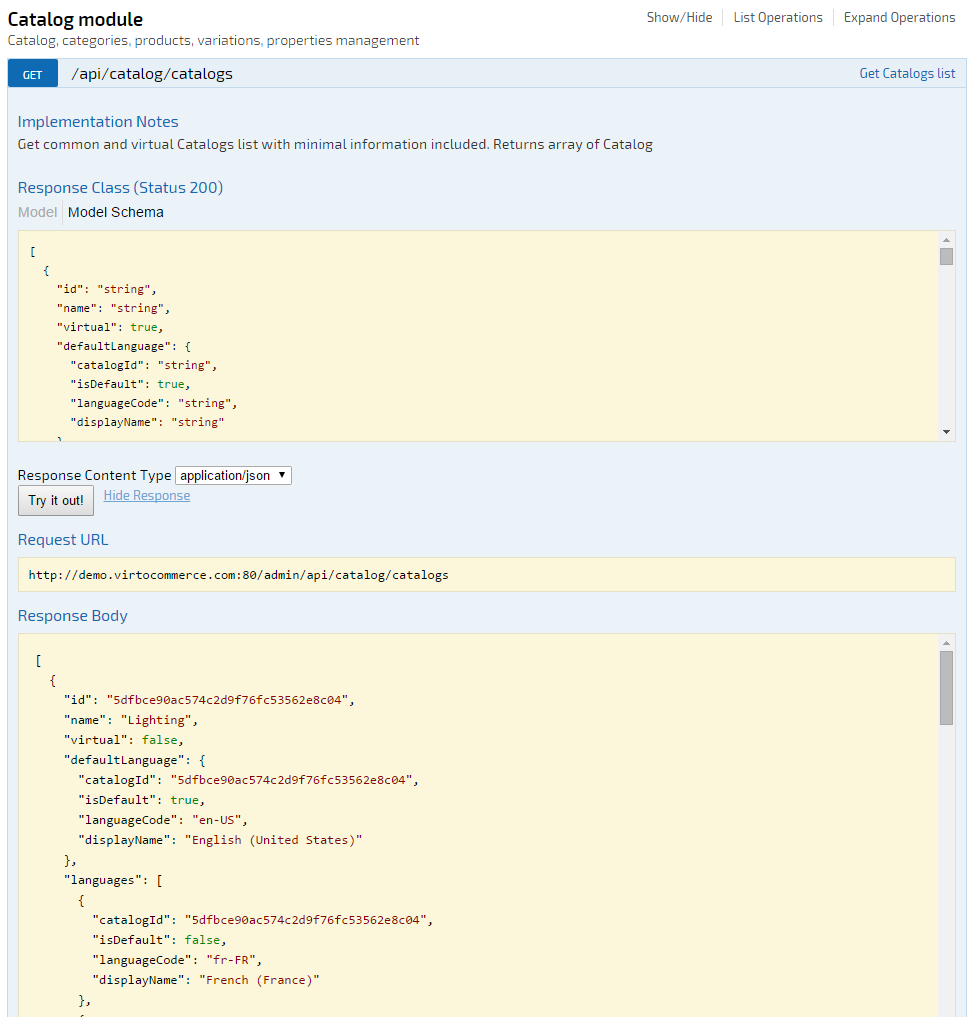 Catalog module
Show/Hide List Operations Expand Operations
Catalog, categories, products, variations, properties management
GET /api/catalog/catalogs Get Catalogs list
Implementation Notes
Get common and virtual Catalogs list with minimal information included. Returns array of Catalog
Response Class (Status 200)
Model Model Schema
[
{
"id": "string",
"name": "string",
"virtual": true,
"defaultLanguage": {
"catalogId": "string",
"isDefault": true,
"languageCode": "string",
"displayName": "string"
}
Response Content Type application/json
Try it out! Hide Response
Request URL
http://demo.virtocommerce.com:80/admin/api/catalog/catalogs
Response Body
[
{
"id": "5dfbce90ac574c2d9f76fc53562e8c04",
"name": "Lighting",
"virtual": false,
"defaultLanguage": {
"catalogId": "5dfbce90ac574c2d9f76fc53562e8c04",
"isDefault": true,
"languageCode": "en-US",
"displayName": "English (United States)"
},
"languages": [
{
"catalogId": "5dfbce90ac574c2d9f76fc53562e8c04",
"isDefault": false,
"languageCode": "fr-FR",
"displayName": "French (France)"
},
{